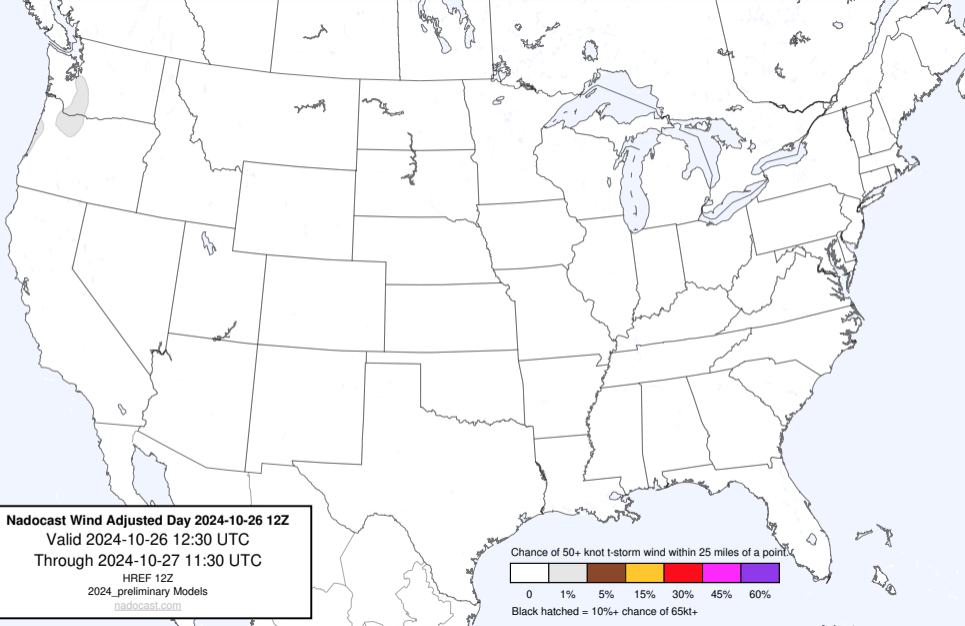 Nadocast Wind Adjusted Day 2024-10-26 12Z
Valid 2024-10-26 12:30 UTC
Through 2024-10-27 11:30 UTC
HREF 12Z
2024_preliminary Models
nadocast.com
Chance of 50+ knot t-storm wind within 25 miles of a point.
0 1% 5% 15% 30% 45% 60%
Black hatched = 10%+ chance of 65kt+